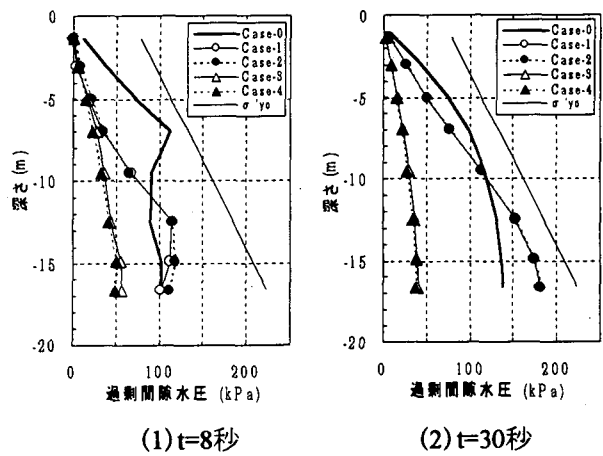 0
-5
-10
-15
-20
深さ(m)
Case-0
Case-1
Case-2
Case-3
Case-4
σ'vo
0 100 200
過剰間隙水圧 (kPa)
(1) t=8秒
0
-5
-10
-15
-20
深さ(m)
Case-0
Case-1
Case-2
Case-3
Case-4
σ'vo
0 100 200
過剰間隙水圧 (kPa)
(2) t=30秒